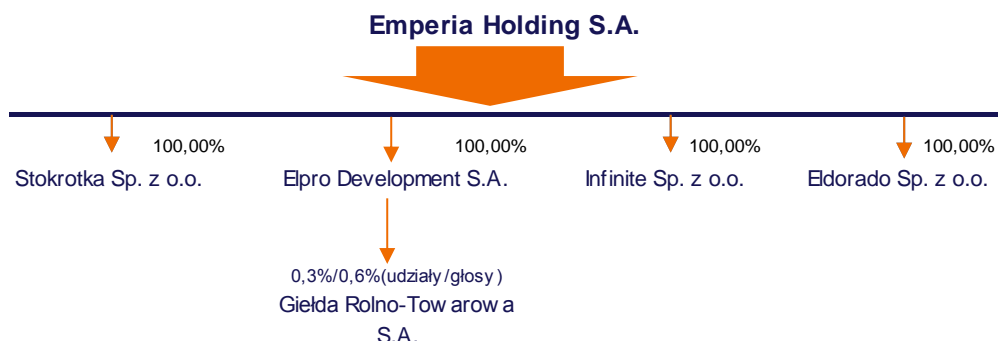 Emperia Holding S.A.
100,00% 100,00% 100,00% 100,00%
Stokrotka Sp. z o.o. Elpro Development S.A. Infinite Sp. z o.o. Eldorado Sp. z o.o.
0,3%/0,6%(udziały/głosy)
Giełda Rolno-Towarowa
S.A.